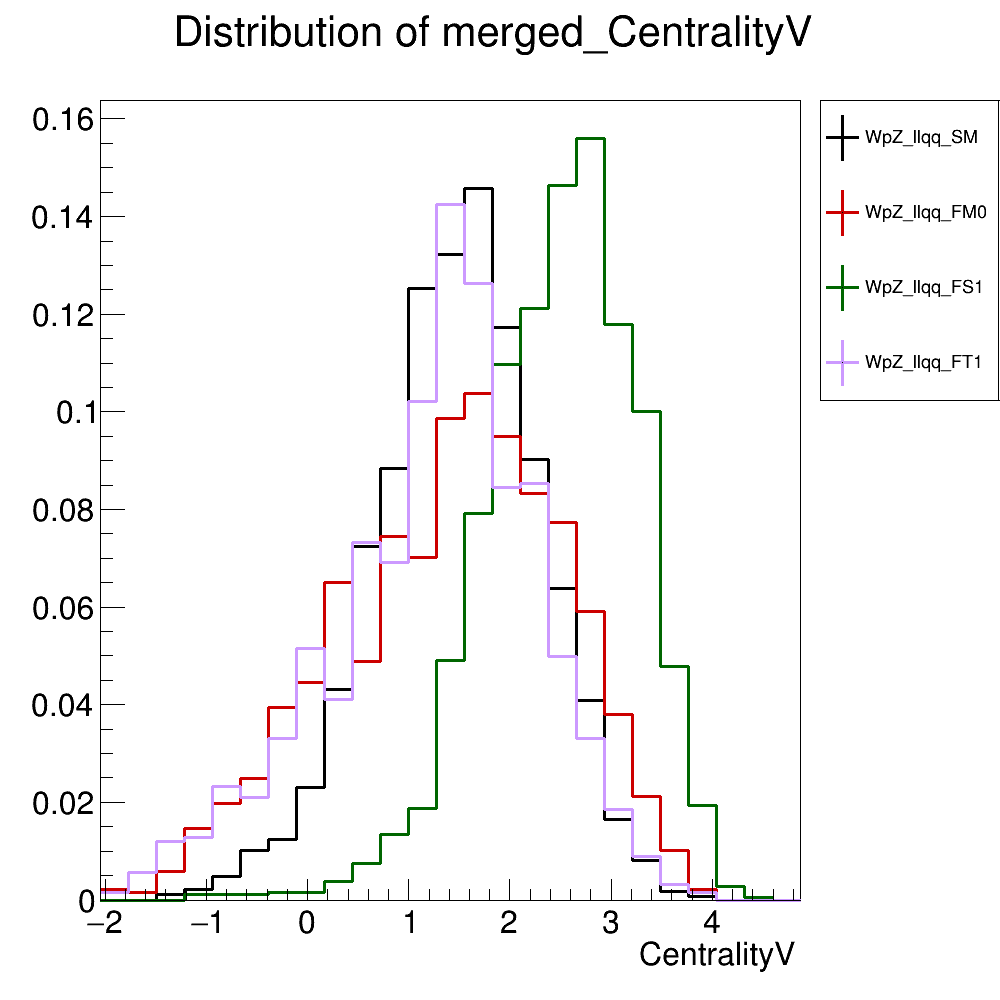 Distribution of merged_CentralityV
0.16
0.14
0.12
0.1
0.08
0.06
0.04
0.02
0
−2 −1 0 1 2 3 4
CentralityV
WpZ_llqq_SM
WpZ_llqq_FM0
WpZ_llqq_FS1
WpZ_llqq_FT1